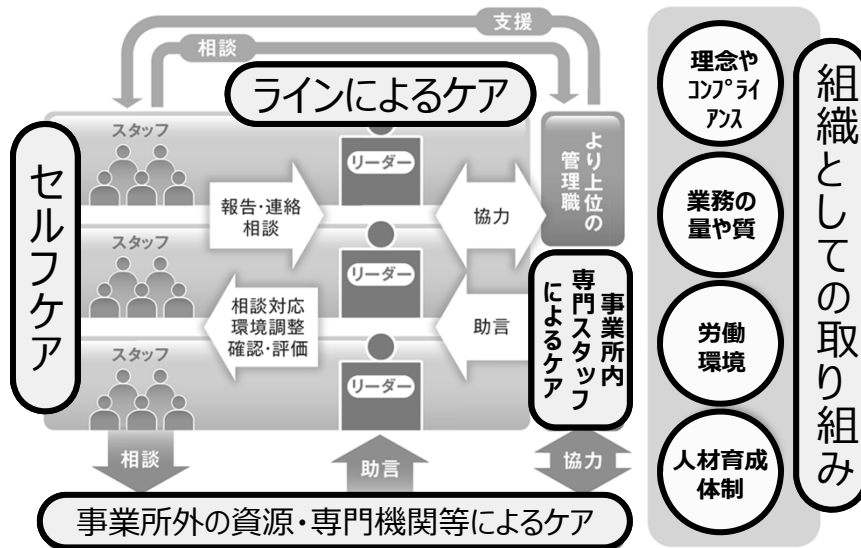 支援
相談
ラインによるケア
セルフケア
スタッフ
リーダー
報告・連絡
相談
協力
より上位の
管理職
スタッフ
リーダー
相談対応
環境調整
確認・評価
助言
事業所内
専門スタッフ
によるケア
スタッフ
リーダー
相談
助言
協力
事業所外の資源・専門機関等によるケア
理念や
コンプライ
アンス
業務の
量や質
労働
環境
人材育成
体制
組織としての取り組み